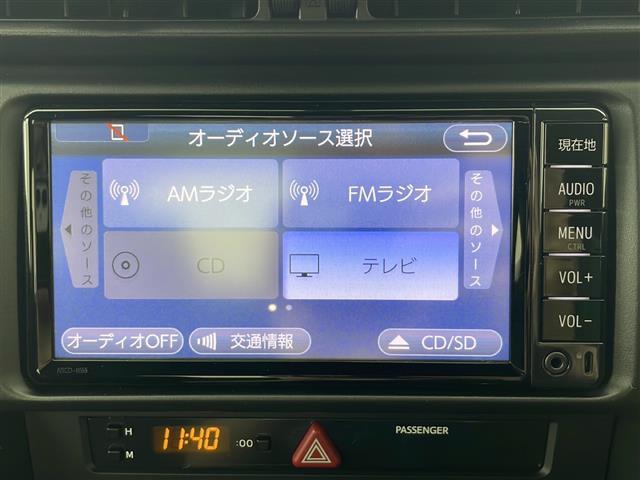 オーディオソース選択
現在地
AMラジオ
FMラジオ
AUDIO
PWR
その他のソース
その他のソース
MENU
CTRL
CD
テレビ
VOL+
オーディオOFF
交通情報
CD/SD
VOL-
H
M
11:40
:00
PASSENGER